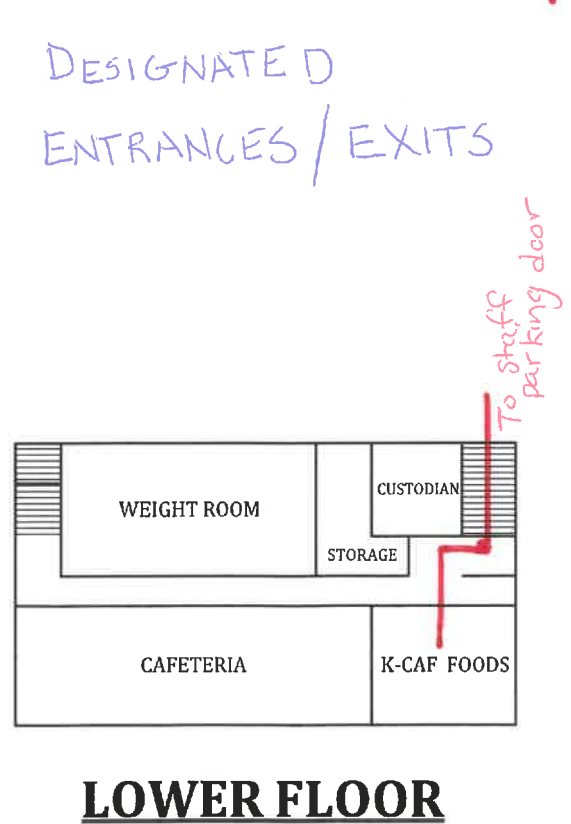 DESIGNATED
ENTRANCES / EXITS
To staff
parking door
CUSTODIAN
WEIGHT ROOM
STORAGE
CAFETERIA
K-CAF FOODS
LOWER FLOOR